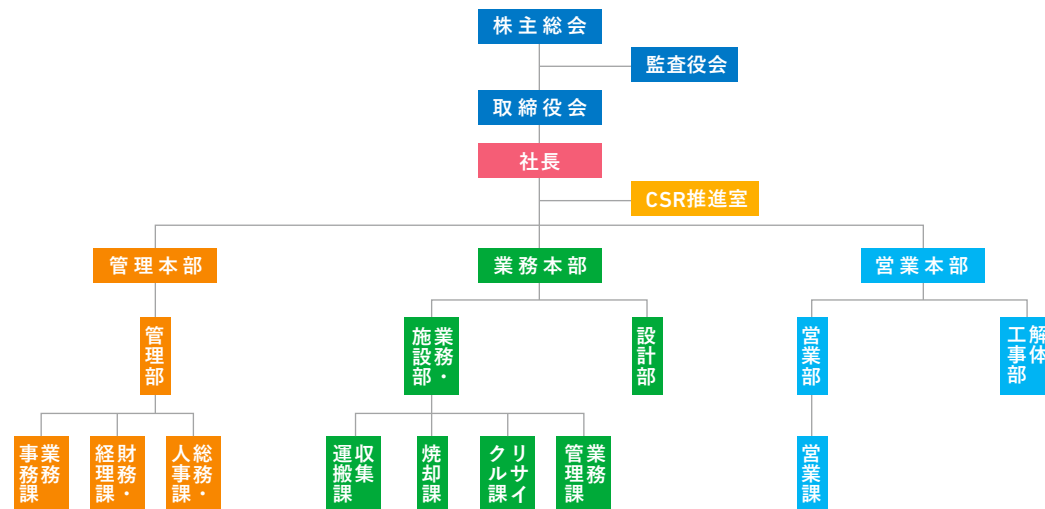 株主総会
監査役会
取締役会
社長
CSR推進室
管理本部
業務本部
営業本部
管理部
業務・
施設部
設計部
営業部
解体
工事部
業務
事務課
財務・
経理課
総務・
人事課
収集
運搬課
焼却課
リサイ
クル課
業務
管理課
営業課